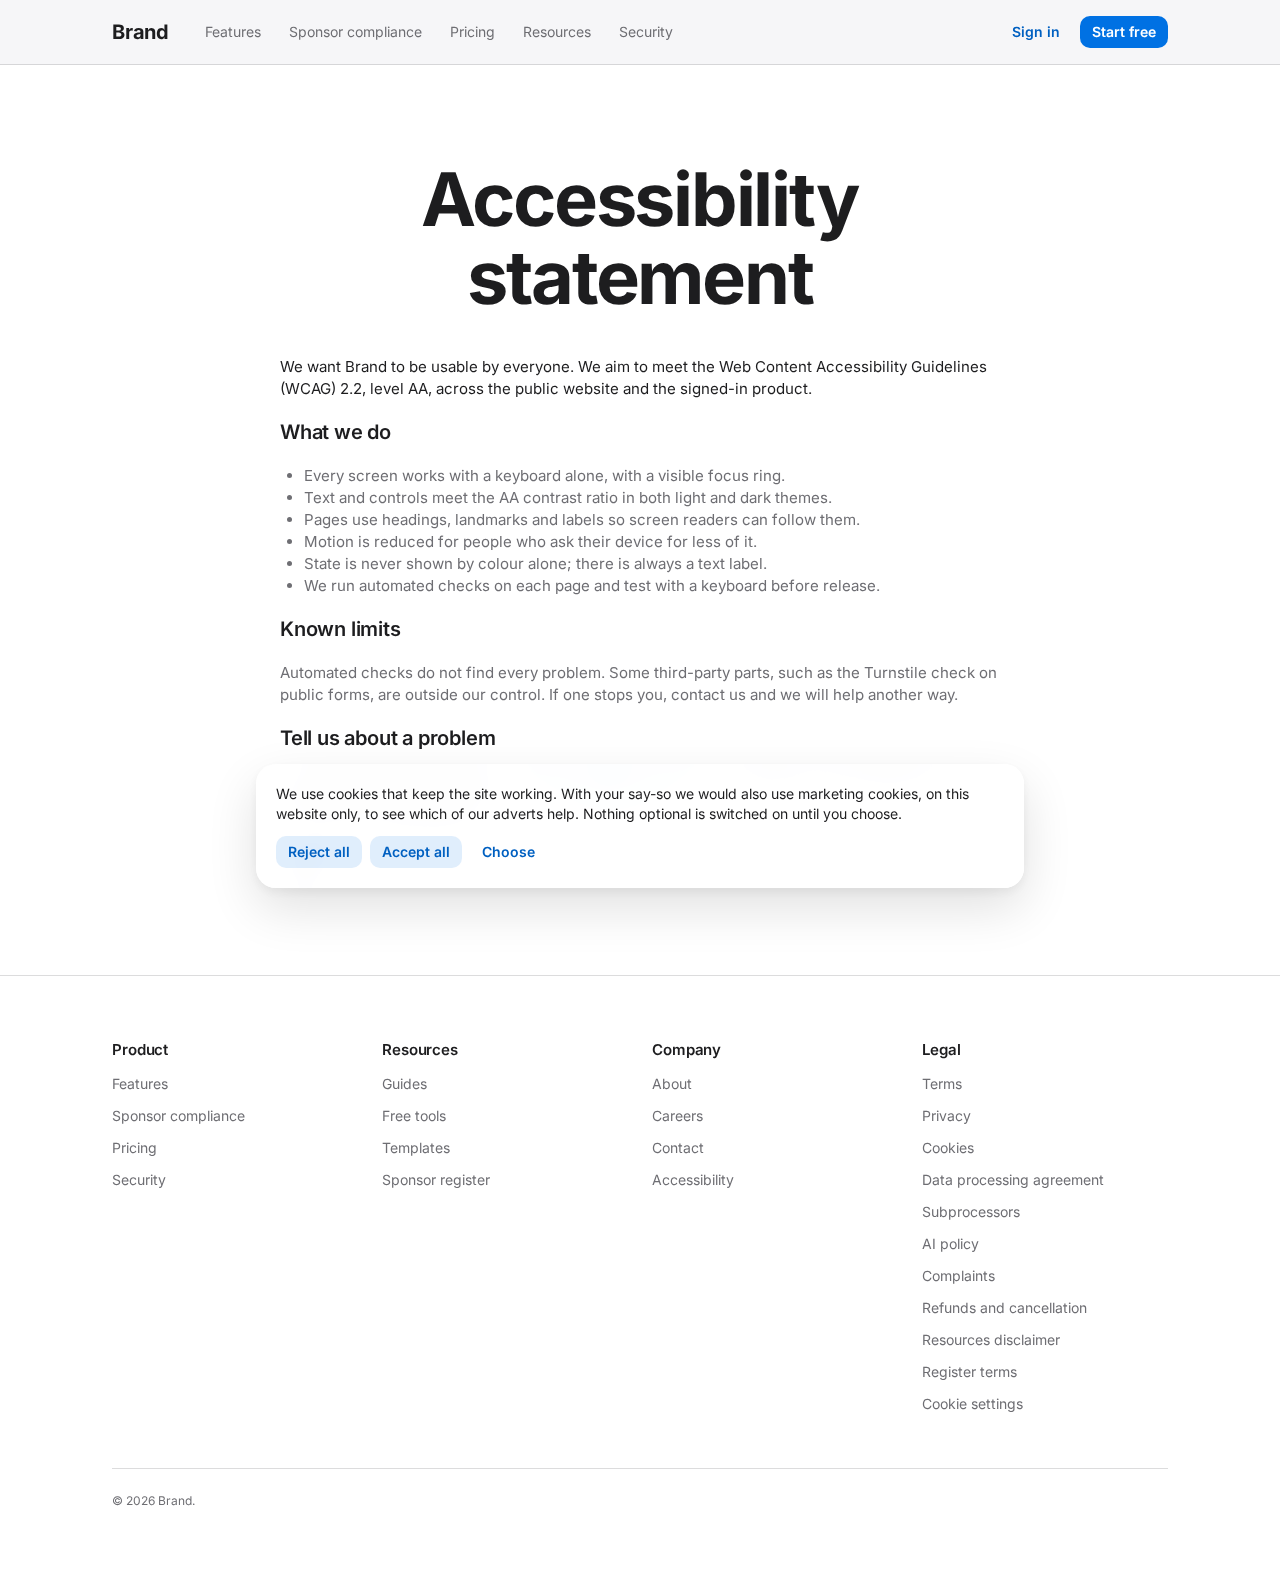 Brand
Features
Sponsor compliance
Pricing
Resources
Security
Sign in
Start free
Accessibility
statement
We want Brand to be usable by everyone. We aim to meet the Web Content Accessibility Guidelines
(WCAG) 2.2, level AA, across the public website and the signed-in product.
What we do
• Every screen works with a keyboard alone, with a visible focus ring.
• Text and controls meet the AA contrast ratio in both light and dark themes.
• Pages use headings, landmarks and labels so screen readers can follow them.
• Motion is reduced for people who ask their device for less of it.
• State is never shown by colour alone; there is always a text label.
• We run automated checks on each page and test with a keyboard before release.
Known limits
Automated checks do not find every problem. Some third-party parts, such as the Turnstile check on
public forms, are outside our control. If one stops you, contact us and we will help another way.
Tell us about a problem
We use cookies that keep the site working. With your say-so we would also use marketing cookies, on this
website only, to see which of our adverts help. Nothing optional is switched on until you choose.
Reject all
Accept all
Choose
Product
Features
Sponsor compliance
Pricing
Security
Resources
Guides
Free tools
Templates
Sponsor register
Company
About
Careers
Contact
Accessibility
Legal
Terms
Privacy
Cookies
Data processing agreement
Subprocessors
AI policy
Complaints
Refunds and cancellation
Resources disclaimer
Register terms
Cookie settings
© 2026 Brand.